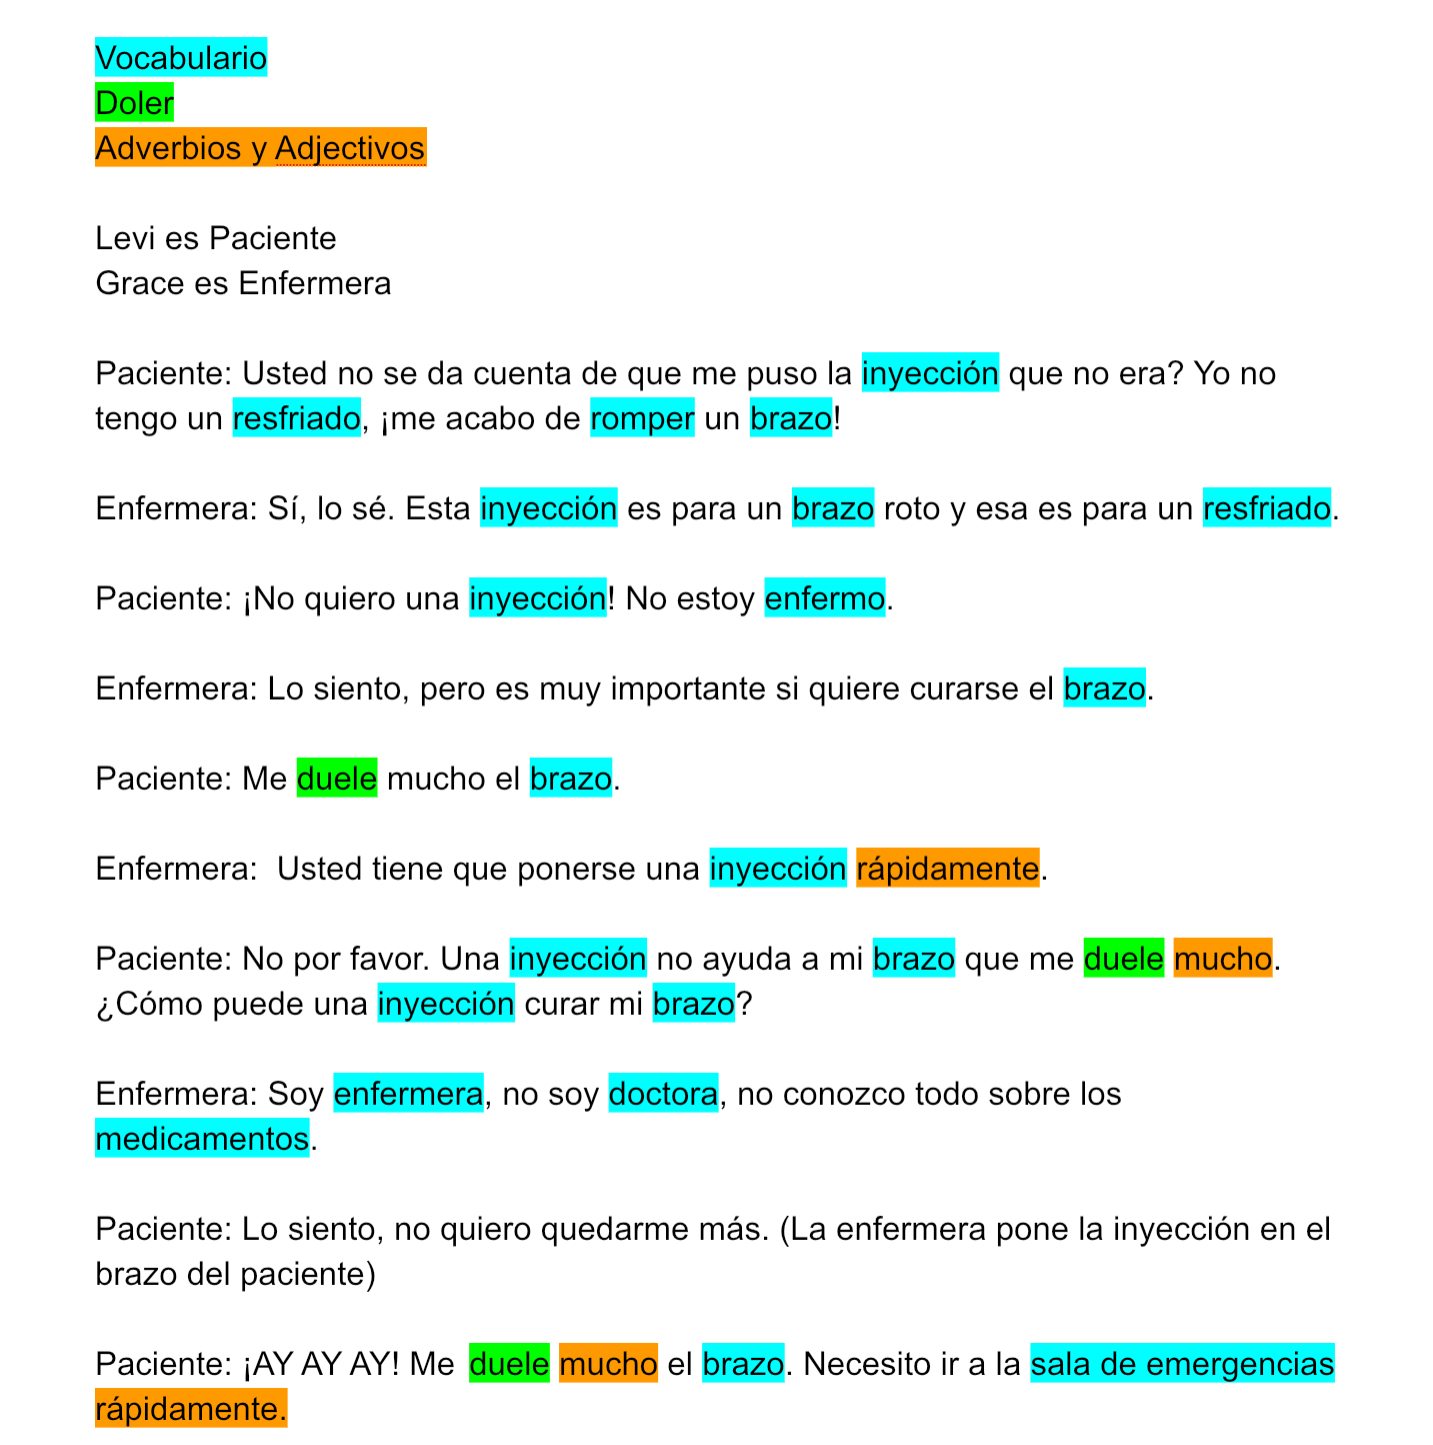 Vocabulario
Doler
Adverbios y Adjectivos
Levi es Paciente
Grace es Enfermera
Paciente: Usted no se da cuenta de que me puso la inyección que no era? Yo no
tengo un resfriado, ¡me acabo de romper un brazo!
Enfermera: Sí, lo sé. Esta inyección es para un brazo roto y esa es para un resfriado.
Paciente: ¡No quiero una inyección! No estoy enfermo.
Enfermera: Lo siento, pero es muy importante si quiere curarse el brazo.
Paciente: Me duele mucho el brazo.
Enfermera:  Usted tiene que ponerse una inyección rápidamente.
Paciente: No por favor. Una inyección no ayuda a mi brazo que me duele mucho.
¿Cómo puede una inyección curar mi brazo?
Enfermera: Soy enfermera, no soy doctora, no conozco todo sobre los
medicamentos.
Paciente: Lo siento, no quiero quedarme más. (La enfermera pone la inyección en el
brazo del paciente)
Paciente: ¡AY AY AY! Me  duele mucho el brazo. Necesito ir a la sala de emergencias
rápidamente.